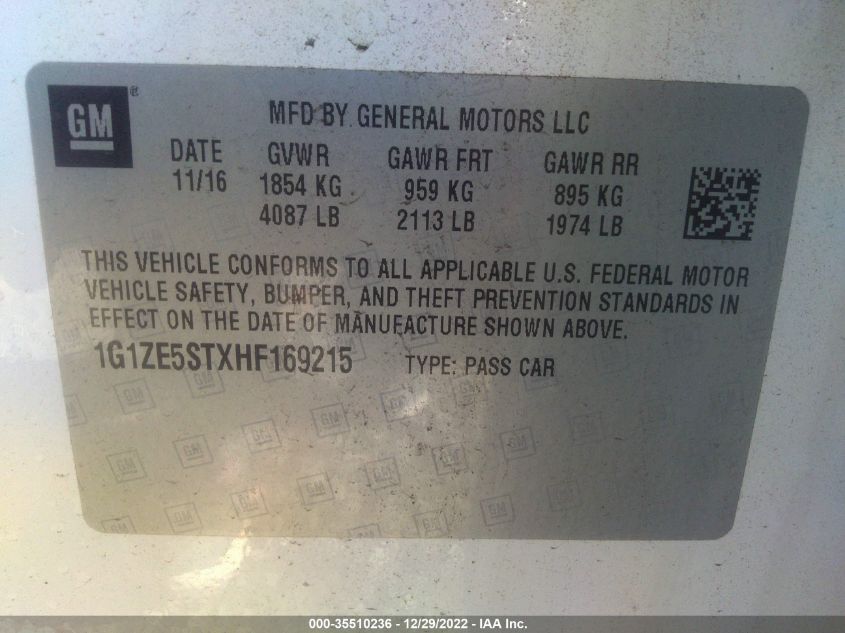 GM®
MFD BY GENERAL MOTORS LLC
DATE GVWR GAWR FRT GAWR RR
11/16 1854 KG 959 KG 895 KG
4087 LB 2113 LB 1974 LB
THIS VEHICLE CONFORMS TO ALL APPLICABLE U.S. FEDERAL MOTOR
VEHICLE SAFETY, BUMPER, AND THEFT PREVENTION STANDARDS IN
EFFECT ON THE DATE OF MANUFACTURE SHOWN ABOVE.
1G1ZE5STXHF169215 TYPE: PASS CAR
000-35510236 - 12/29/2022 - IAA Inc.